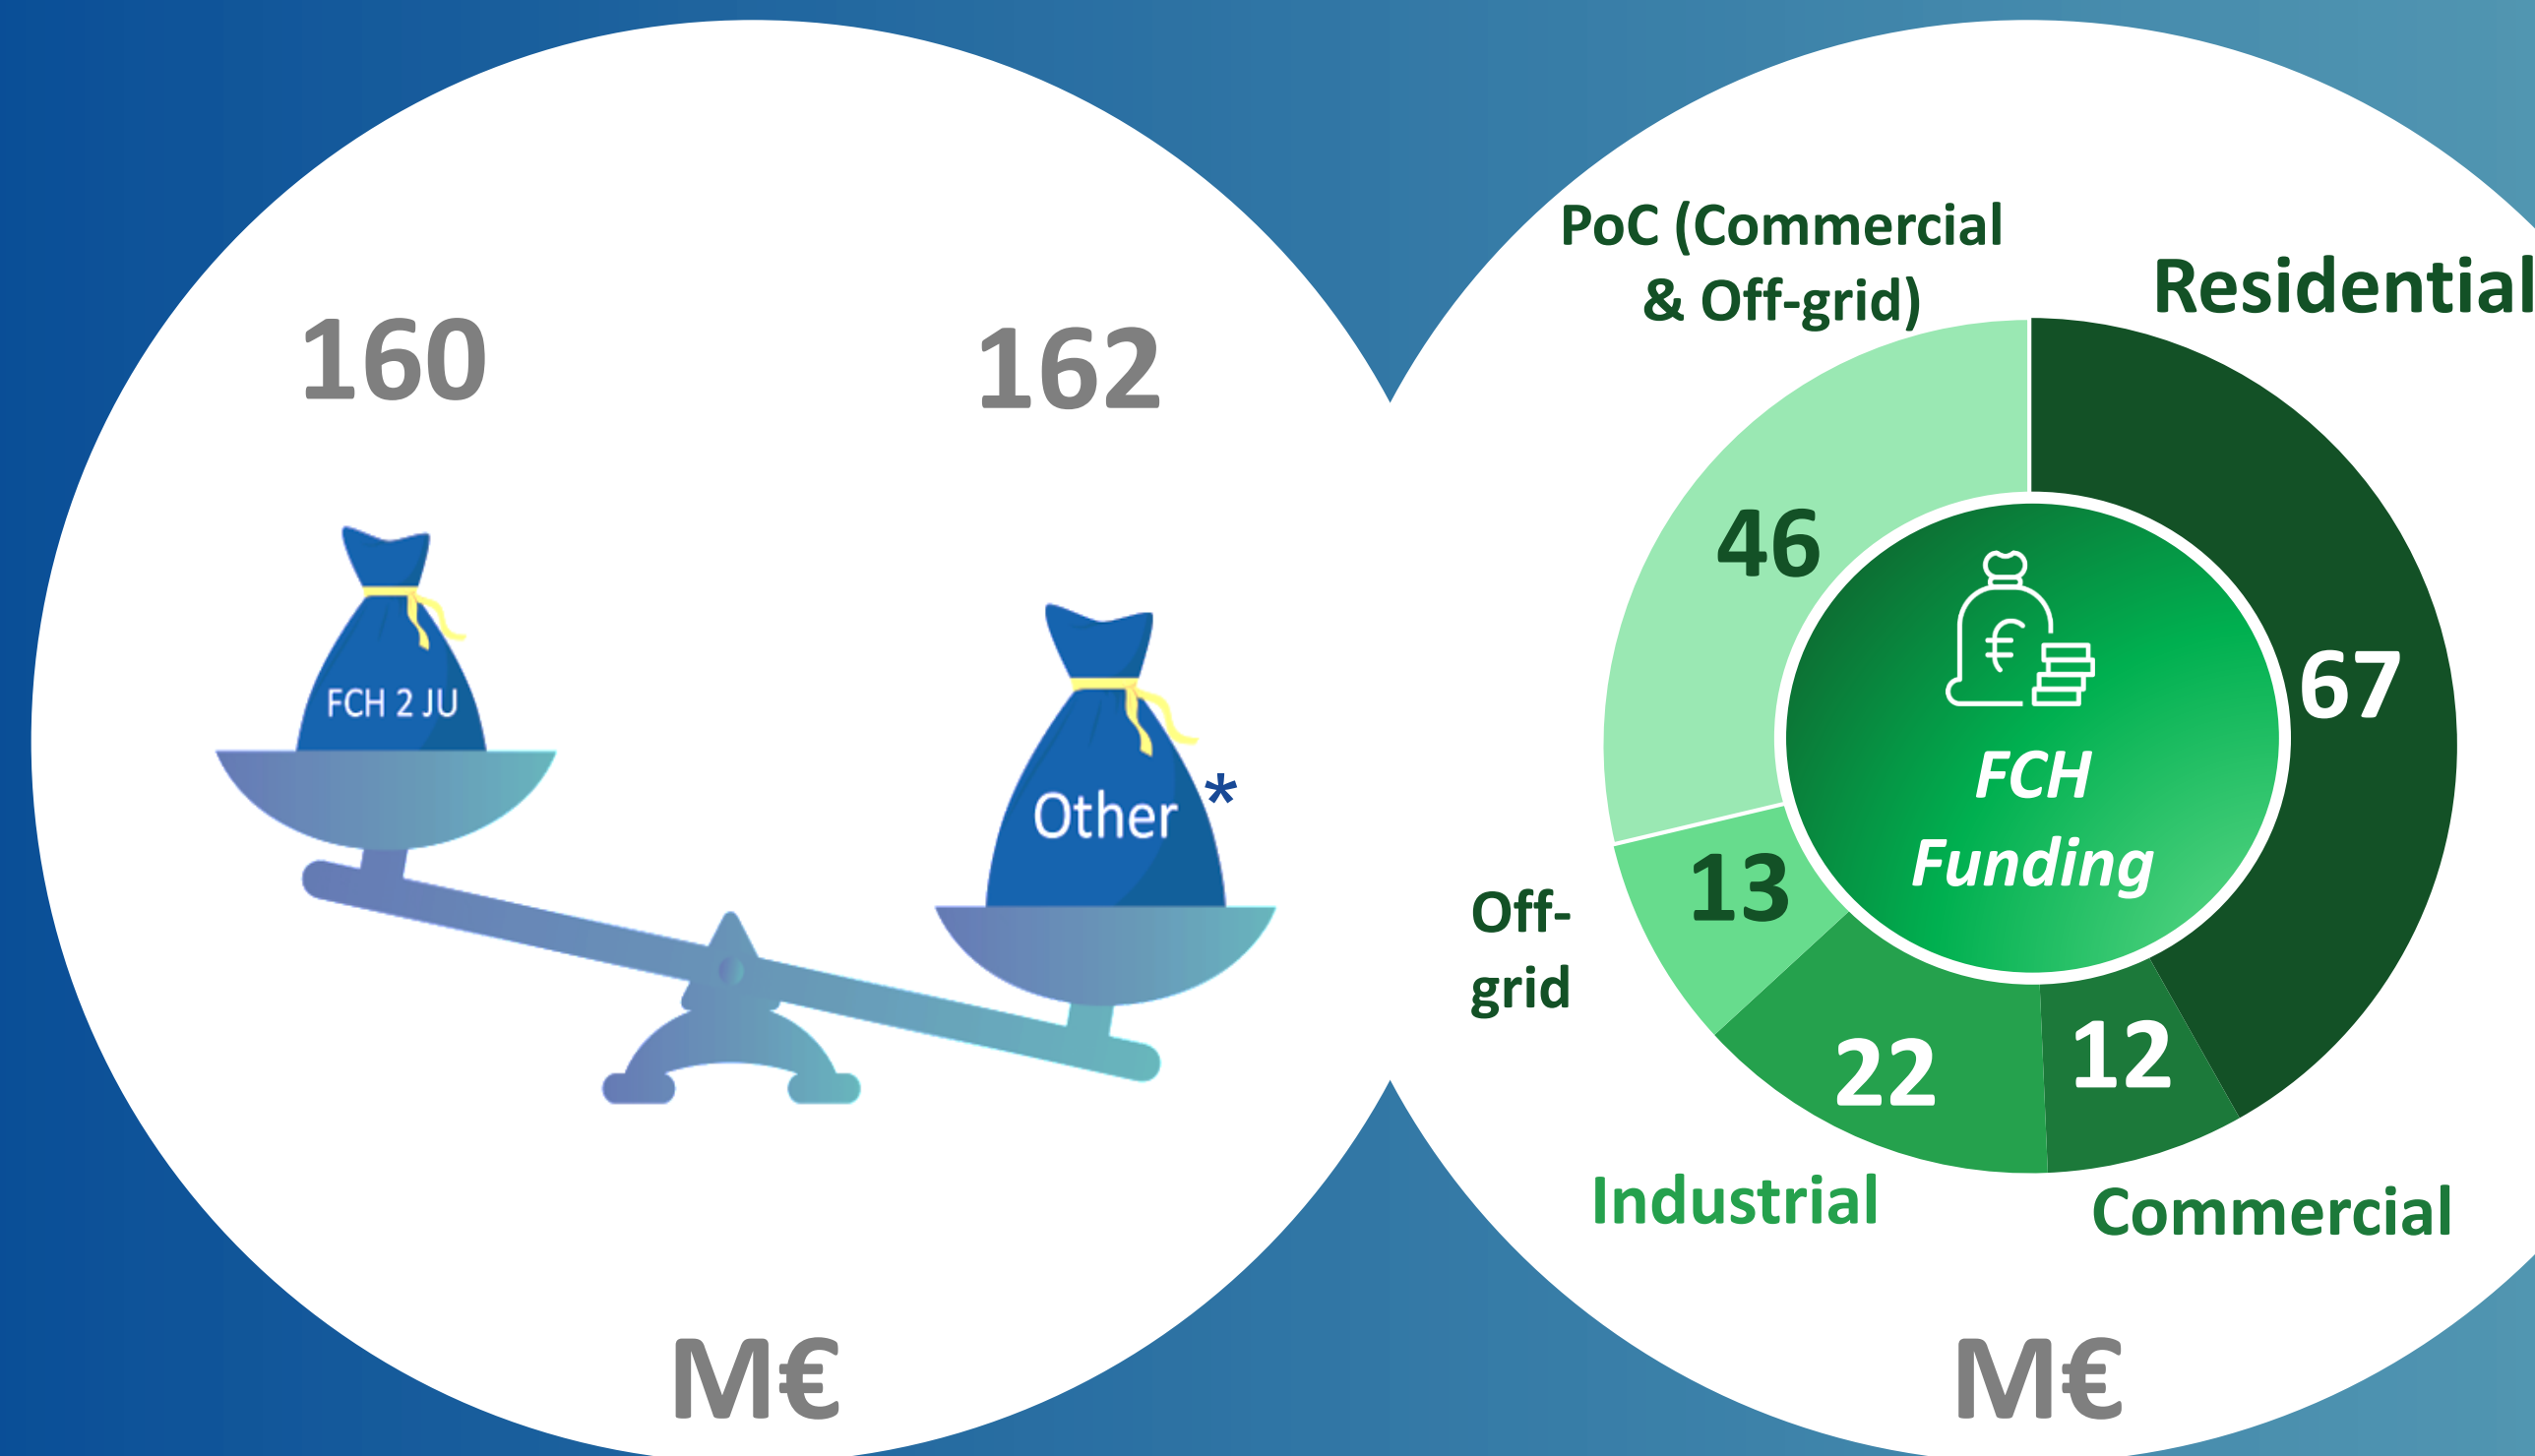 160
162
FCH 2 JU
Other
*
M€
PoC (Commercial
& Off-grid)
Residential
46
67
€
FCH
Funding
13
Off-
grid
22
12
Industrial
Commercial
M€